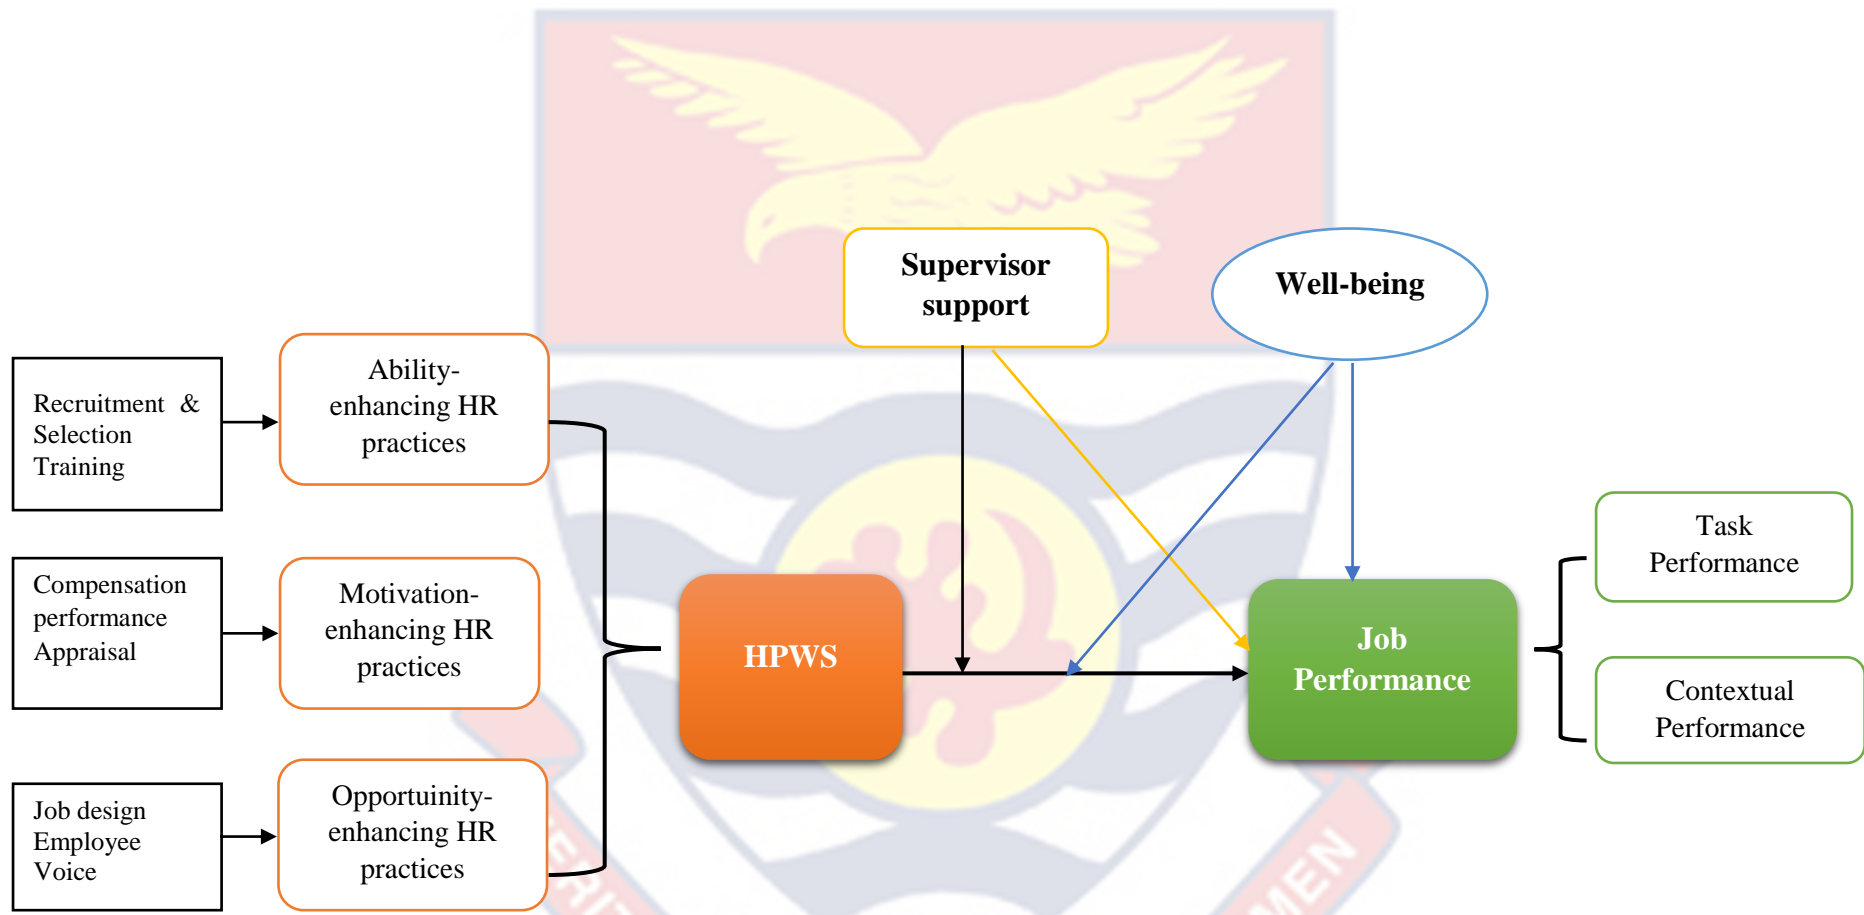 Supervisor
support
Well-being
Recruitment & 
Selection
Training
Ability-
enhancing HR
practices
Compensation
performance
Appraisal
Motivation-
enhancing HR
practices
Job design
Employee
Voice
Opportuinity-
enhancing HR
practices
HPWS
Job
Performance
Task
Performance
Contextual
Performance
MEN